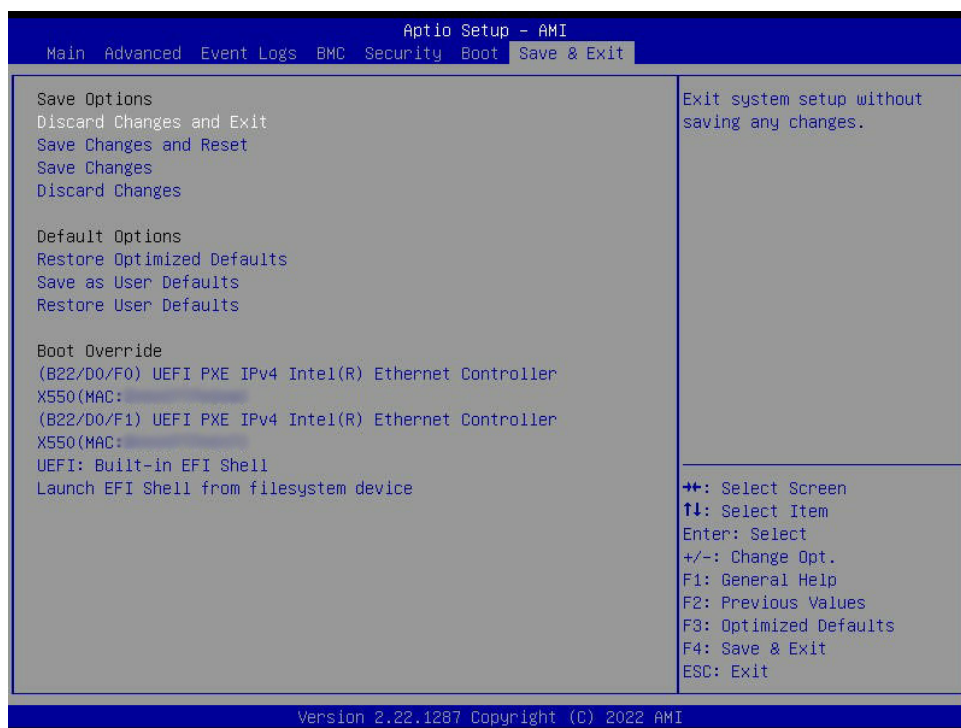 Aptio Setup – AMI
Main Advanced Event Logs BMC Security Boot Save & Exit
Save Options
Discard Changes and Exit
Save Changes and Reset
Save Changes
Discard Changes
Default Options
Restore Optimized Defaults
Save as User Defaults
Restore User Defaults
Boot Override
(B22/D0/F0) UEFI PXE IPv4 Intel(R) Ethernet Controller
X550(MAC:
(B22/D0/F1) UEFI PXE IPv4 Intel(R) Ethernet Controller
X550(MAC:
UEFI: Built-in EFI Shell
Launch EFI Shell from filesystem device
Exit system setup without
saving any changes.
→←: Select Screen
↑↓: Select Item
Enter: Select
+/-: Change Opt.
F1: General Help
F2: Previous Values
F3: Optimized Defaults
F4: Save & Exit
ESC: Exit
Version 2.22.1287 Copyright (C) 2022 AMI